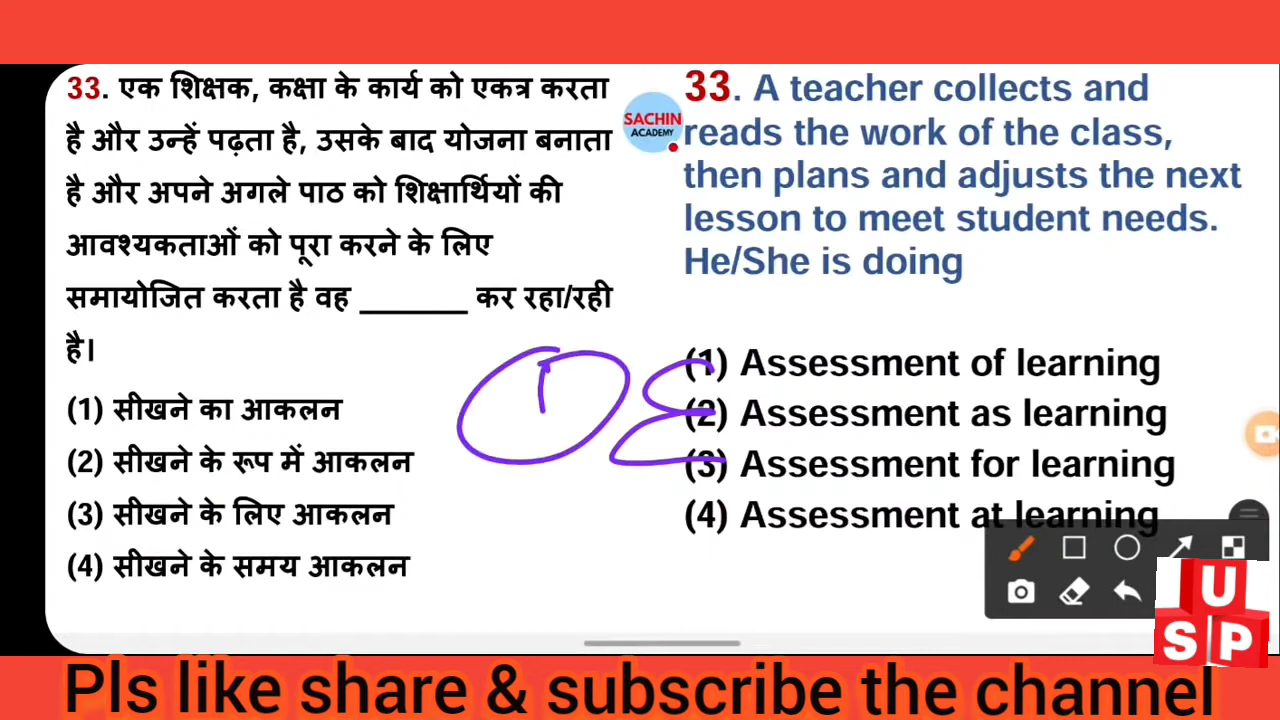 33. एक शिक्षक, कक्षा के कार्य को एकत्र करता
है और उन्हें पढ़ता है, उसके बाद योजना बनाता
है और अपने अगले पाठ को शिक्षार्थियों की
आवश्यकताओं को पूरा करने के लिए
समायोजित करता है वह ________ कर रहा/रही
है।
(1) सीखने का आकलन
(2) सीखने के रूप में आकलन
(3) सीखने के लिए आकलन
(4) सीखने के समय आकलन
SACHIN
ACADEMY
33. A teacher collects and
reads the work of the class,
then plans and adjusts the next
lesson to meet student needs.
He/She is doing
(1) Assessment of learning
(2) Assessment as learning
(3) Assessment for learning
(4) Assessment at learning
U
S P
Pls like share & subscribe the channel